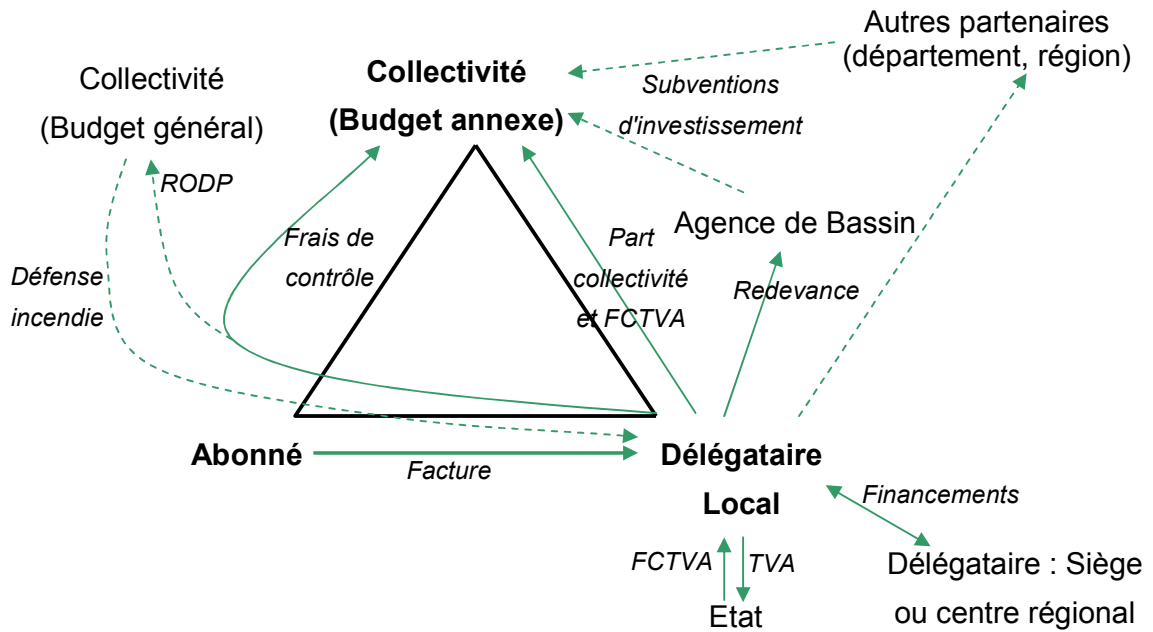 Autres partenaires
(département, région)
Collectivité
(Budget général)
Collectivité
(Budget annexe)
Subventions
d'investissement
RODP
Agence de Bassin
Frais de
contrôle
Part
collectivité
et FCTVA
Défense
incendie
Redevance
Abonné
Facture
Délégataire
Local
Financements
FCTVA
TVA
Etat
Délégataire : Siège
ou centre régional